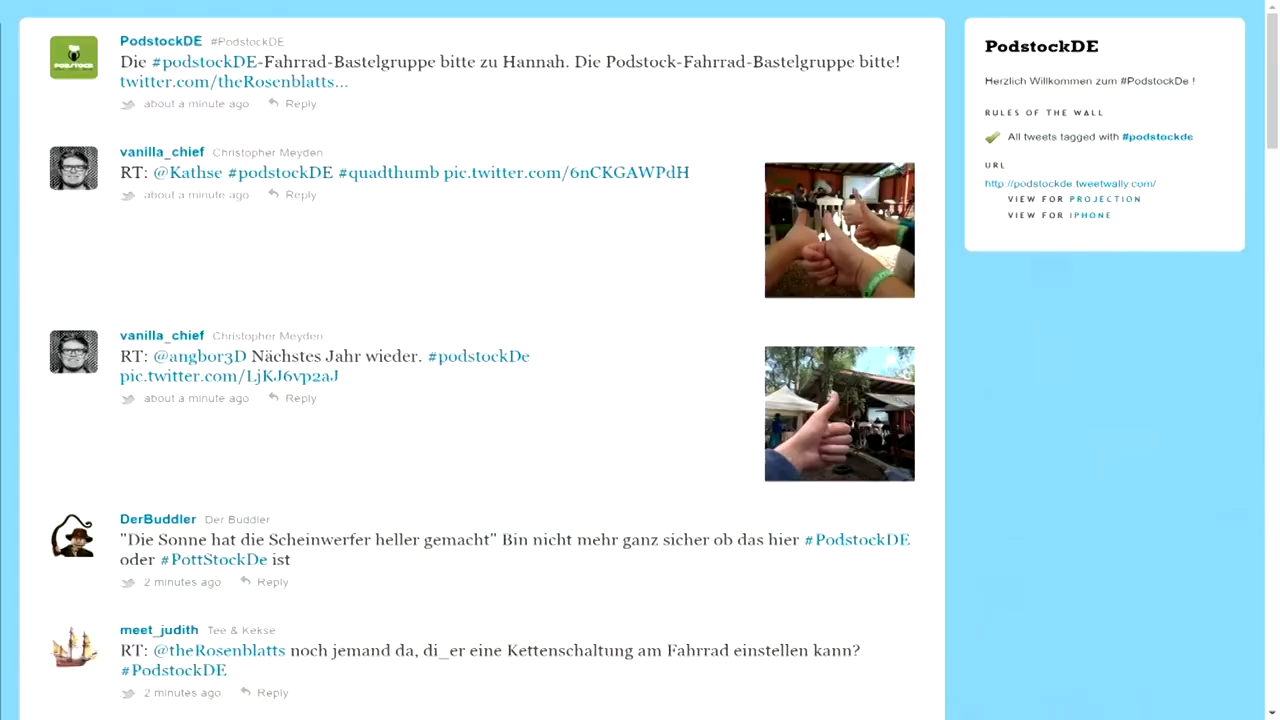 PodstockDE #PodstockDE
Die #podstockDE-Fahrrad-Bastelgruppe bitte zu Hannah. Die Podstock-Fahrrad-Bastelgruppe bitte!
twitter.com/theRosenblatts...
about a minute ago Reply
PODSTOCK
vanilla_chief Christopher Meyden
RT: @Kathse #podstockDE #quadthumb pic.twitter.com/6nCKGAWPdH
about a minute ago Reply
vanilla_chief Christopher Meyden
RT: @angbor3D Nächstes Jahr wieder. #podstockDe
pic.twitter.com/LjKJ6vp2aJ
about a minute ago Reply
DerBuddler Der Buddler
"Die Sonne hat die Scheinwerfer heller gemacht" Bin nicht mehr ganz sicher ob das hier #PodstockDE
oder #PottStockDe ist
2 minutes ago Reply
meet_judith Tee & Kekse
RT: @theRosenblatts noch jemand da, di_er eine Kettenschaltung am Fahrrad einstellen kann?
#PodstockDE
2 minutes ago Reply
PodstockDE
Herzlich Willkommen zum #PodstockDe !
RULES OF THE WALL
All tweets tagged with #podstockde
URL
http://podstockde.tweetwally.com/
VIEW FOR PROJECTION
VIEW FOR IPHONE